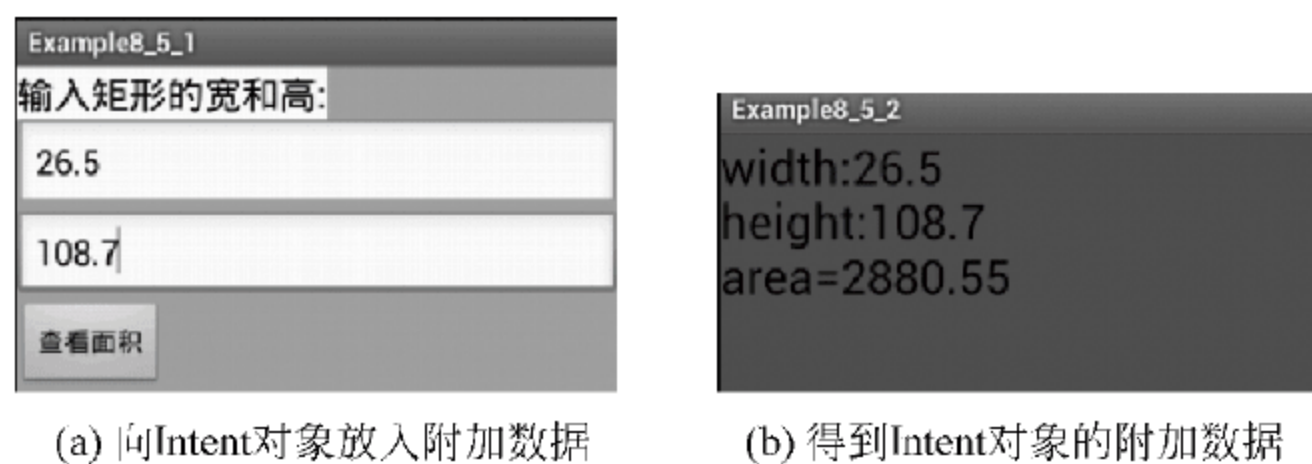 Example8_5_1
输入矩形的宽和高:
26.5
108.7
查看面积
(a) 向Intent对象放入附加数据
Example8_5_2
width:26.5
height:108.7
area=2880.55
(b) 得到Intent对象的附加数据